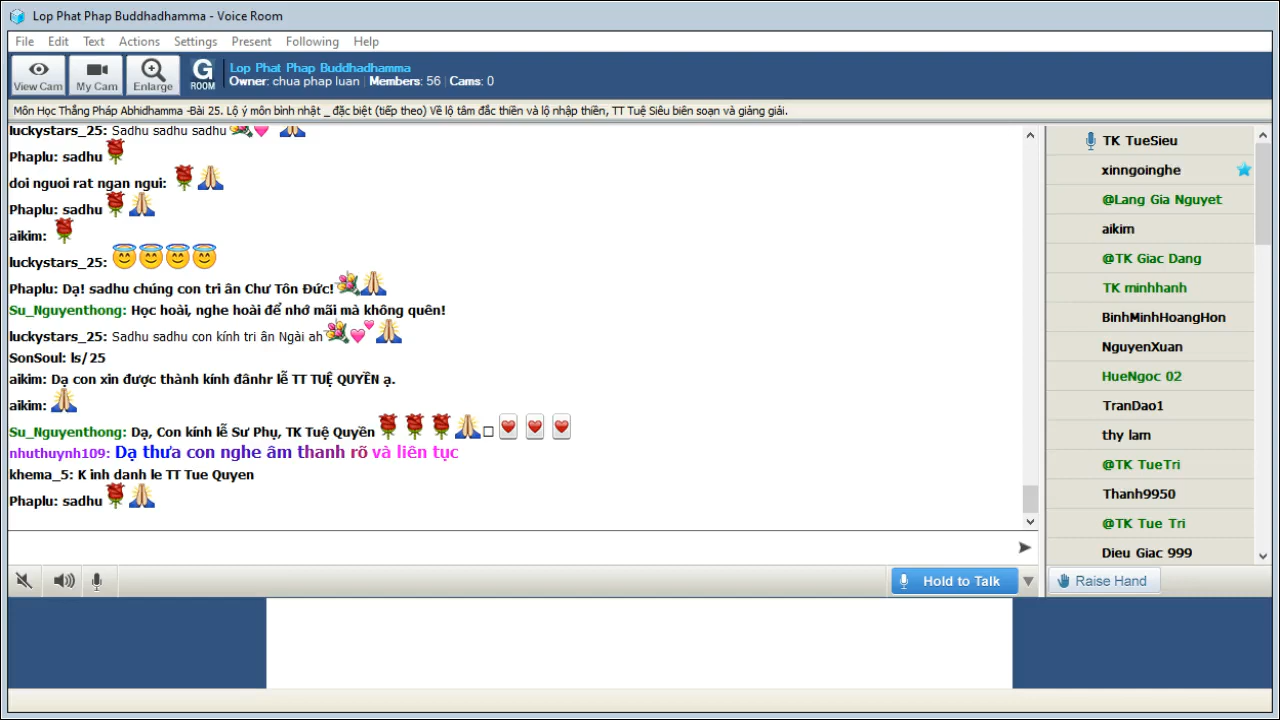 Lop Phat Phap Buddhadhamma - Voice Room
File Edit Text Actions Settings Present Following Help
View Cam My Cam Enlarge G ROOM
Lop Phat Phap Buddhadhamma
Owner: chua phap luan Members: 56 Cams: 0
Môn Học Thắng Pháp Abhidhamma -Bài 25. Lộ ý môn bình nhật _ đặc biệt (tiếp theo) Về lộ tâm đắc thiền và lộ nhập thiền, TT Tuệ Siêu biên soạn và giảng giải.
luckystars_25: Sadhu sadhu sadhu
Phaplu: sadhu
doi nguoi rat ngan ngui:
Phaplu: sadhu
aikim:
luckystars_25:
Phaplu: Dạ! sadhu chúng con tri ân Chư Tôn Đức!
Su_Nguyenthong: Học hoài, nghe hoài để nhớ mãi mà không quên!
luckystars_25: Sadhu sadhu con kính tri ân Ngài ah
SonSoul: ls/25
aikim: Dạ con xin được thành kính đânhr lễ TT TUỆ QUYỀN ạ.
aikim:
Su_Nguyenthong: Dạ, Con kính lễ Sư Phụ, TK Tuệ Quyền
nhuthuynh109: Dạ thưa con nghe âm thanh rõ và liên tục
khema_5: K inh danh le TT Tue Quyen
Phaplu: sadhu
TK TueSieu
xinngoinghe
@Lang Gia Nguyet
aikim
@TK Giac Dang
TK minhhanh
BinhMinhHoangHon
NguyenXuan
HueNgoc 02
TranDao1
thy lam
@TK TueTri
Thanh9950
@TK Tue Tri
Dieu Giac 999
Hold to Talk
Raise Hand